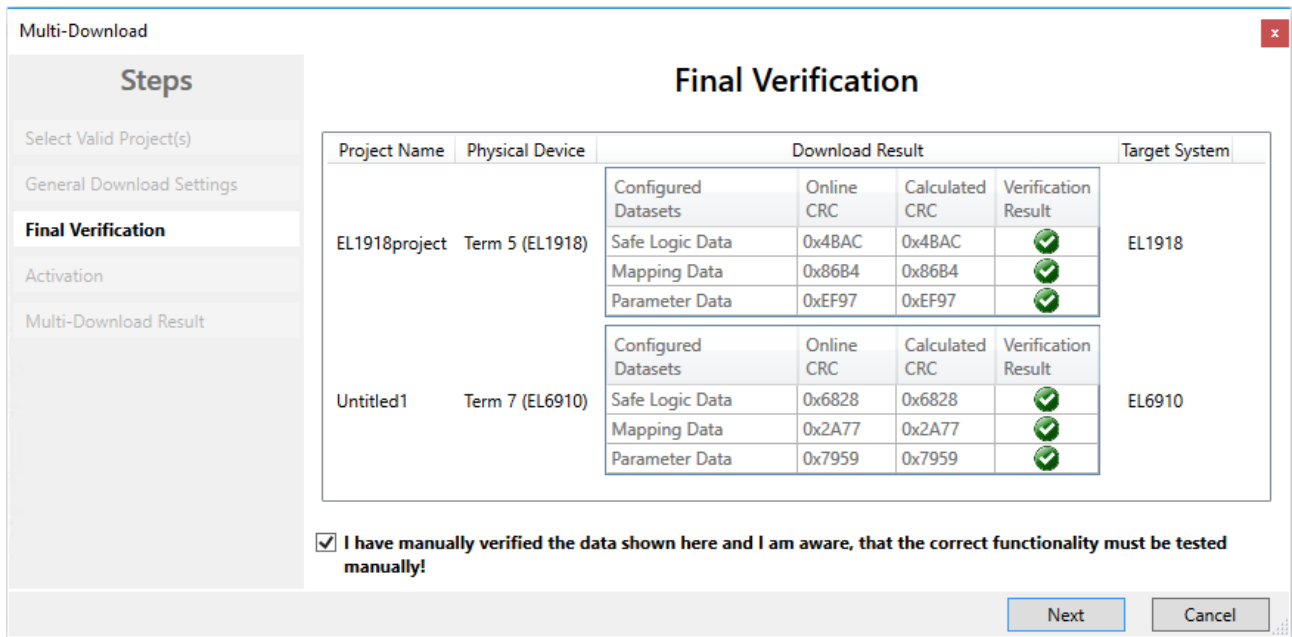 Multi-Download
x
Steps
Select Valid Project(s)
General Download Settings
Final Verification
Activation
Multi-Download Result
Final Verification
Project Name Physical Device Download Result Target System
Configured Datasets Online CRC Calculated CRC Verification Result
EL1918project Term 5 (EL1918) Safe Logic Data 0x4BAC 0x4BAC EL1918
Mapping Data 0x86B4 0x86B4
Parameter Data 0xEF97 0xEF97
Configured Datasets Online CRC Calculated CRC Verification Result
Untitled1 Term 7 (EL6910) Safe Logic Data 0x6828 0x6828 EL6910
Mapping Data 0x2A77 0x2A77
Parameter Data 0x7959 0x7959
I have manually verified the data shown here and I am aware, that the correct functionality must be tested
manually!
Next Cancel